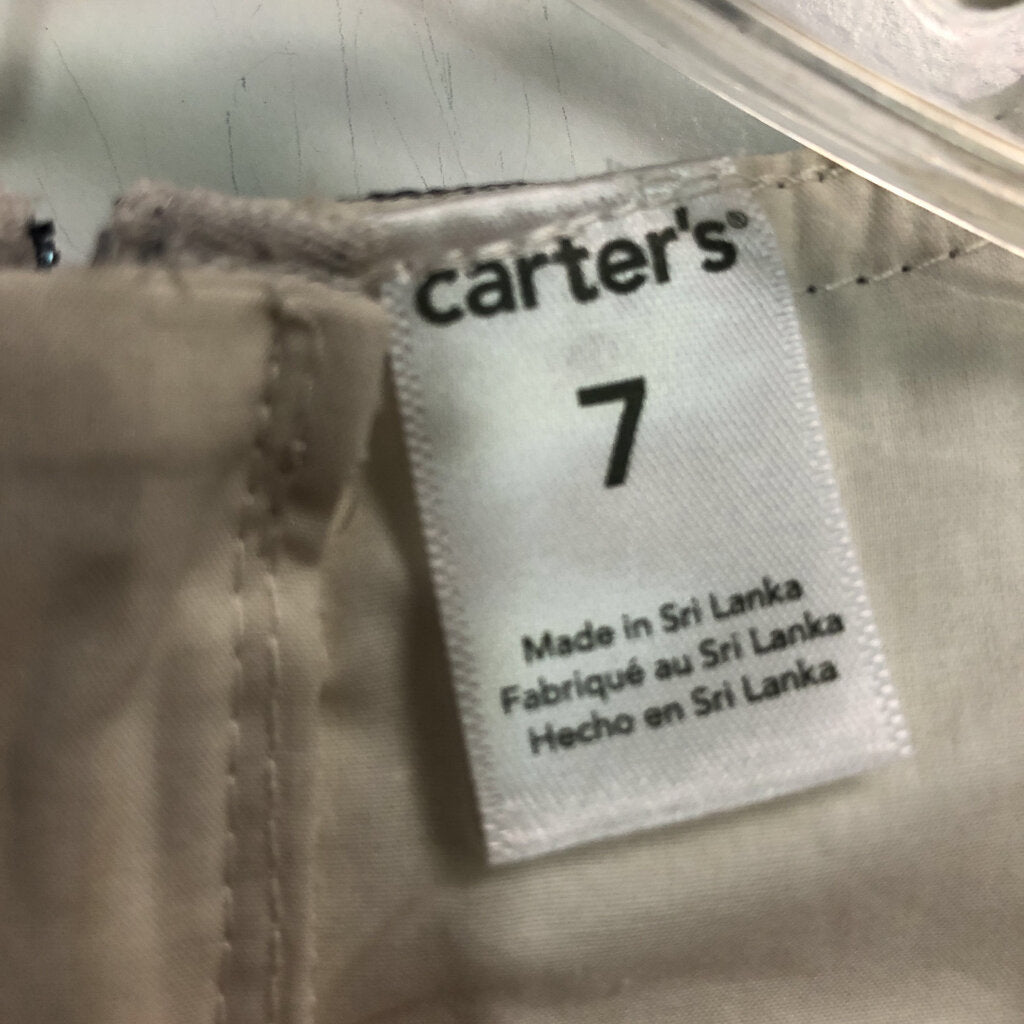 carter's®
7
Made in Sri Lanka
Fabriqué au Sri Lanka
Hecho en Sri Lanka